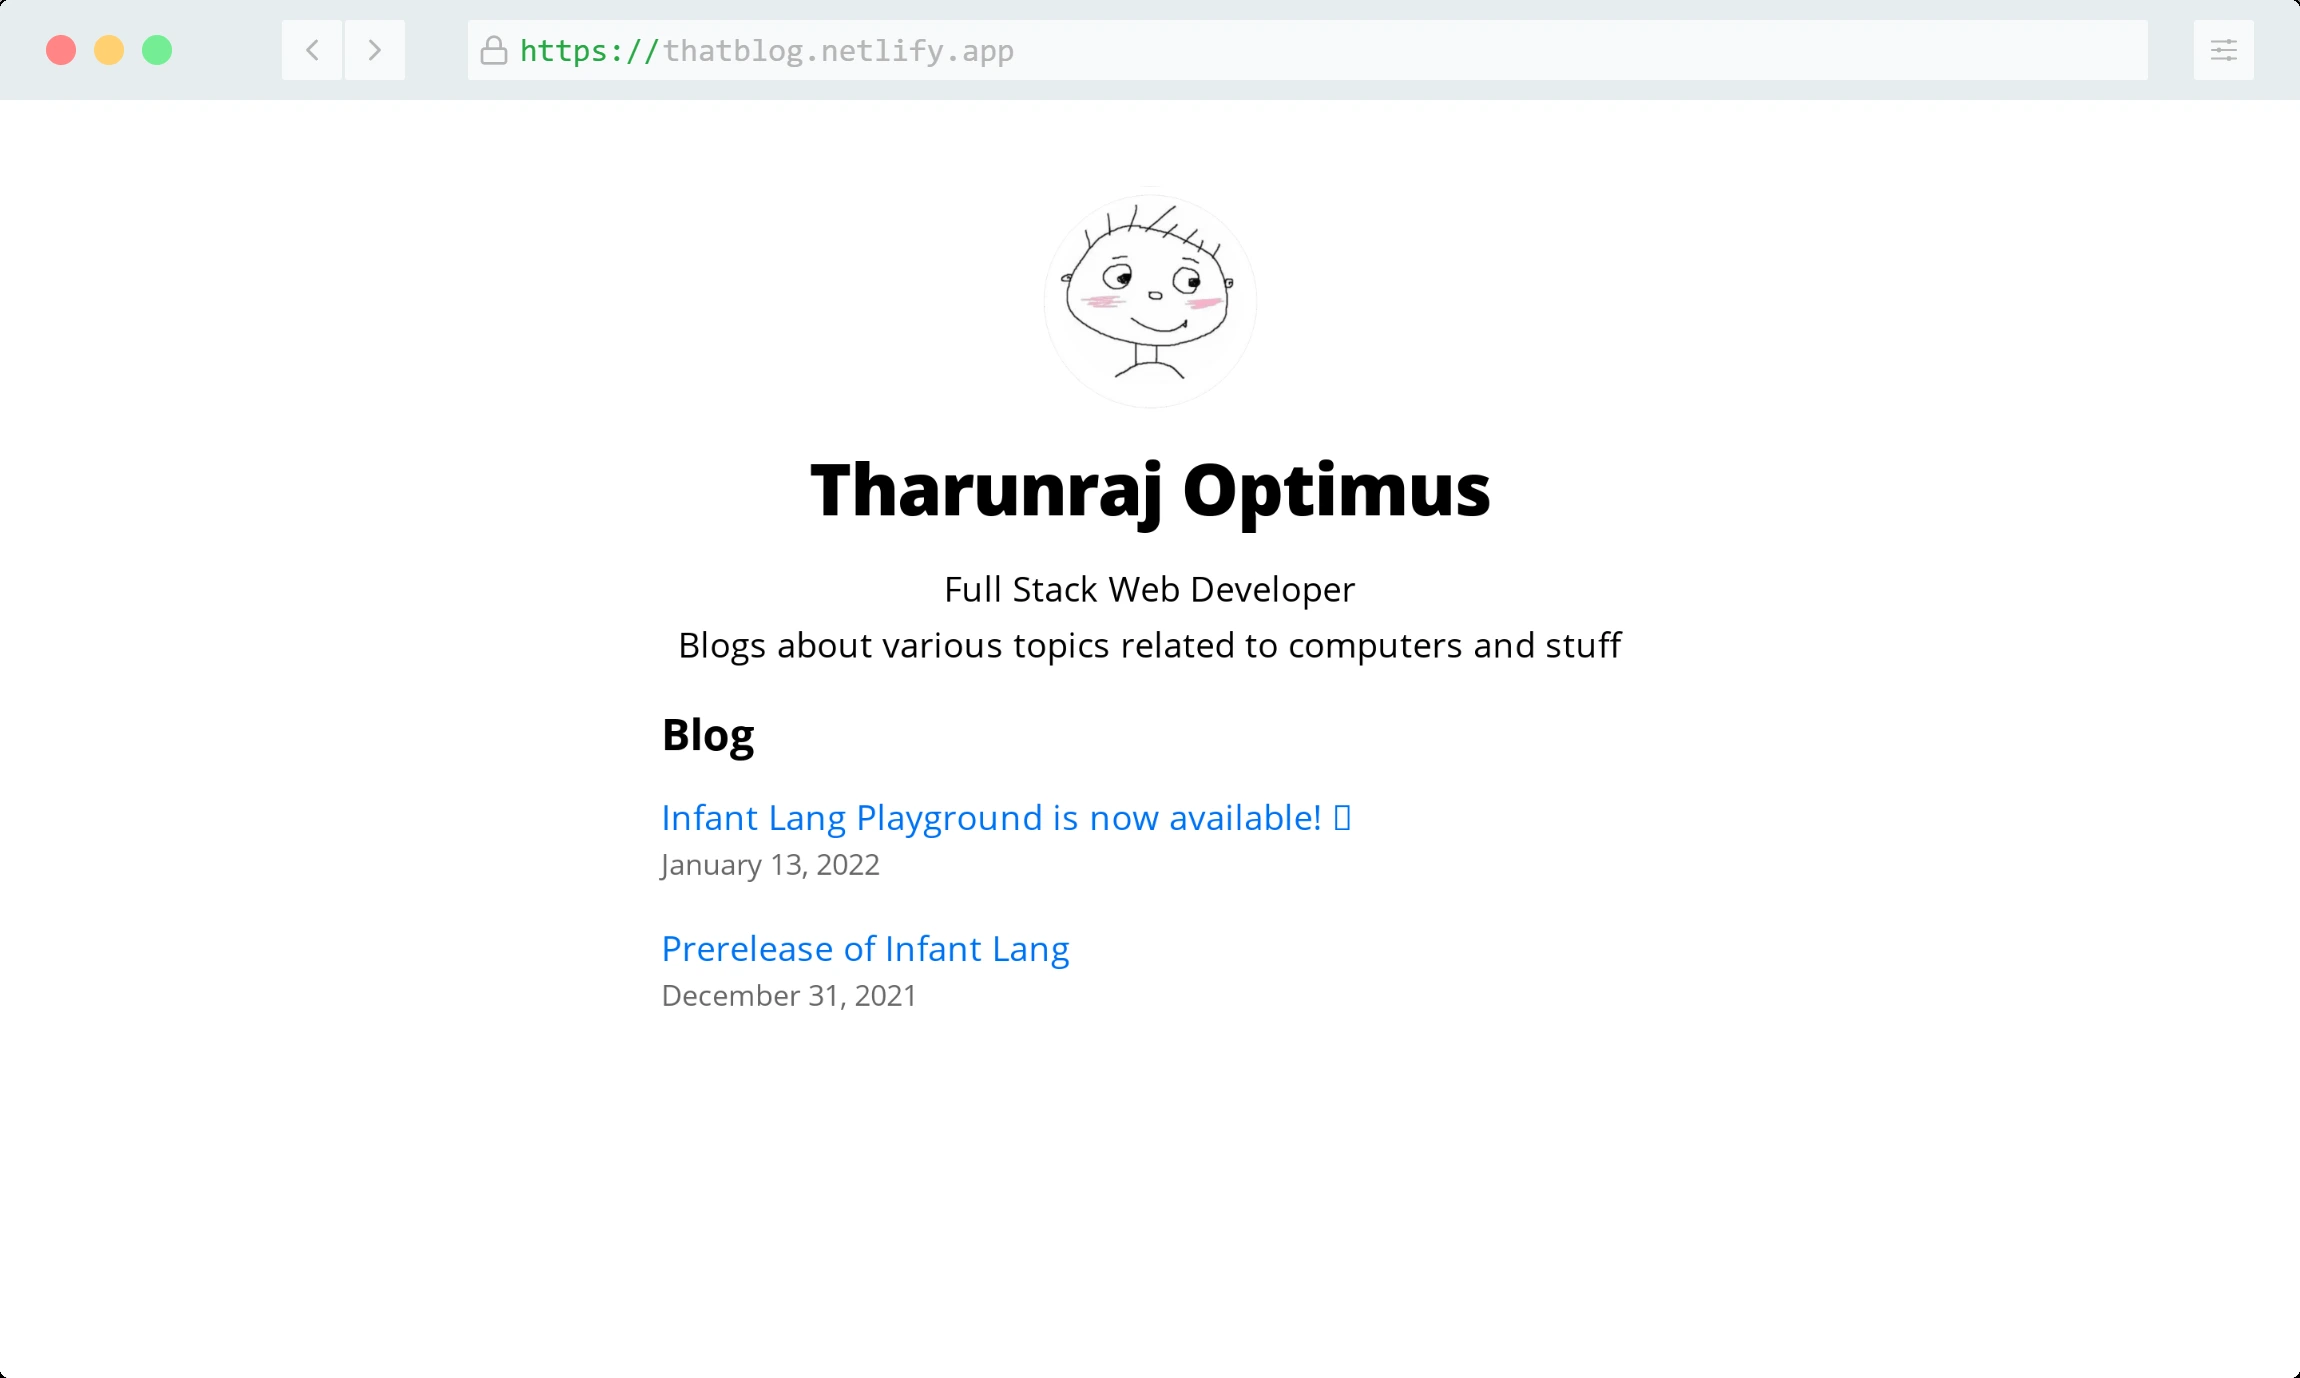 https://thatblog.netlify.app
Tharunraj Optimus
Full Stack Web Developer
Blogs about various topics related to computers and stuff
Blog
Infant Lang Playground is now available! 
January 13, 2022
Prerelease of Infant Lang
December 31, 2021